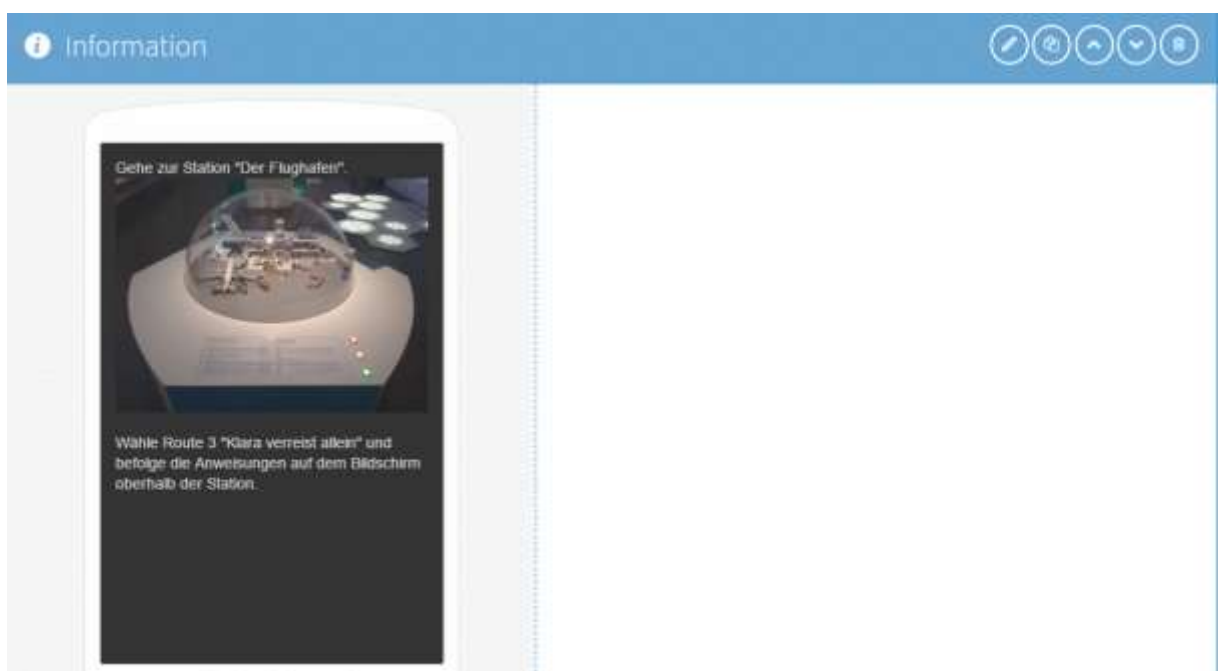 Information
Gehe zur Station "Der Flughafen".
Wähle Route 3 "Klara verreist allein" und
befolge die Anweisungen auf dem Bildschirm
oberhalb der Station.